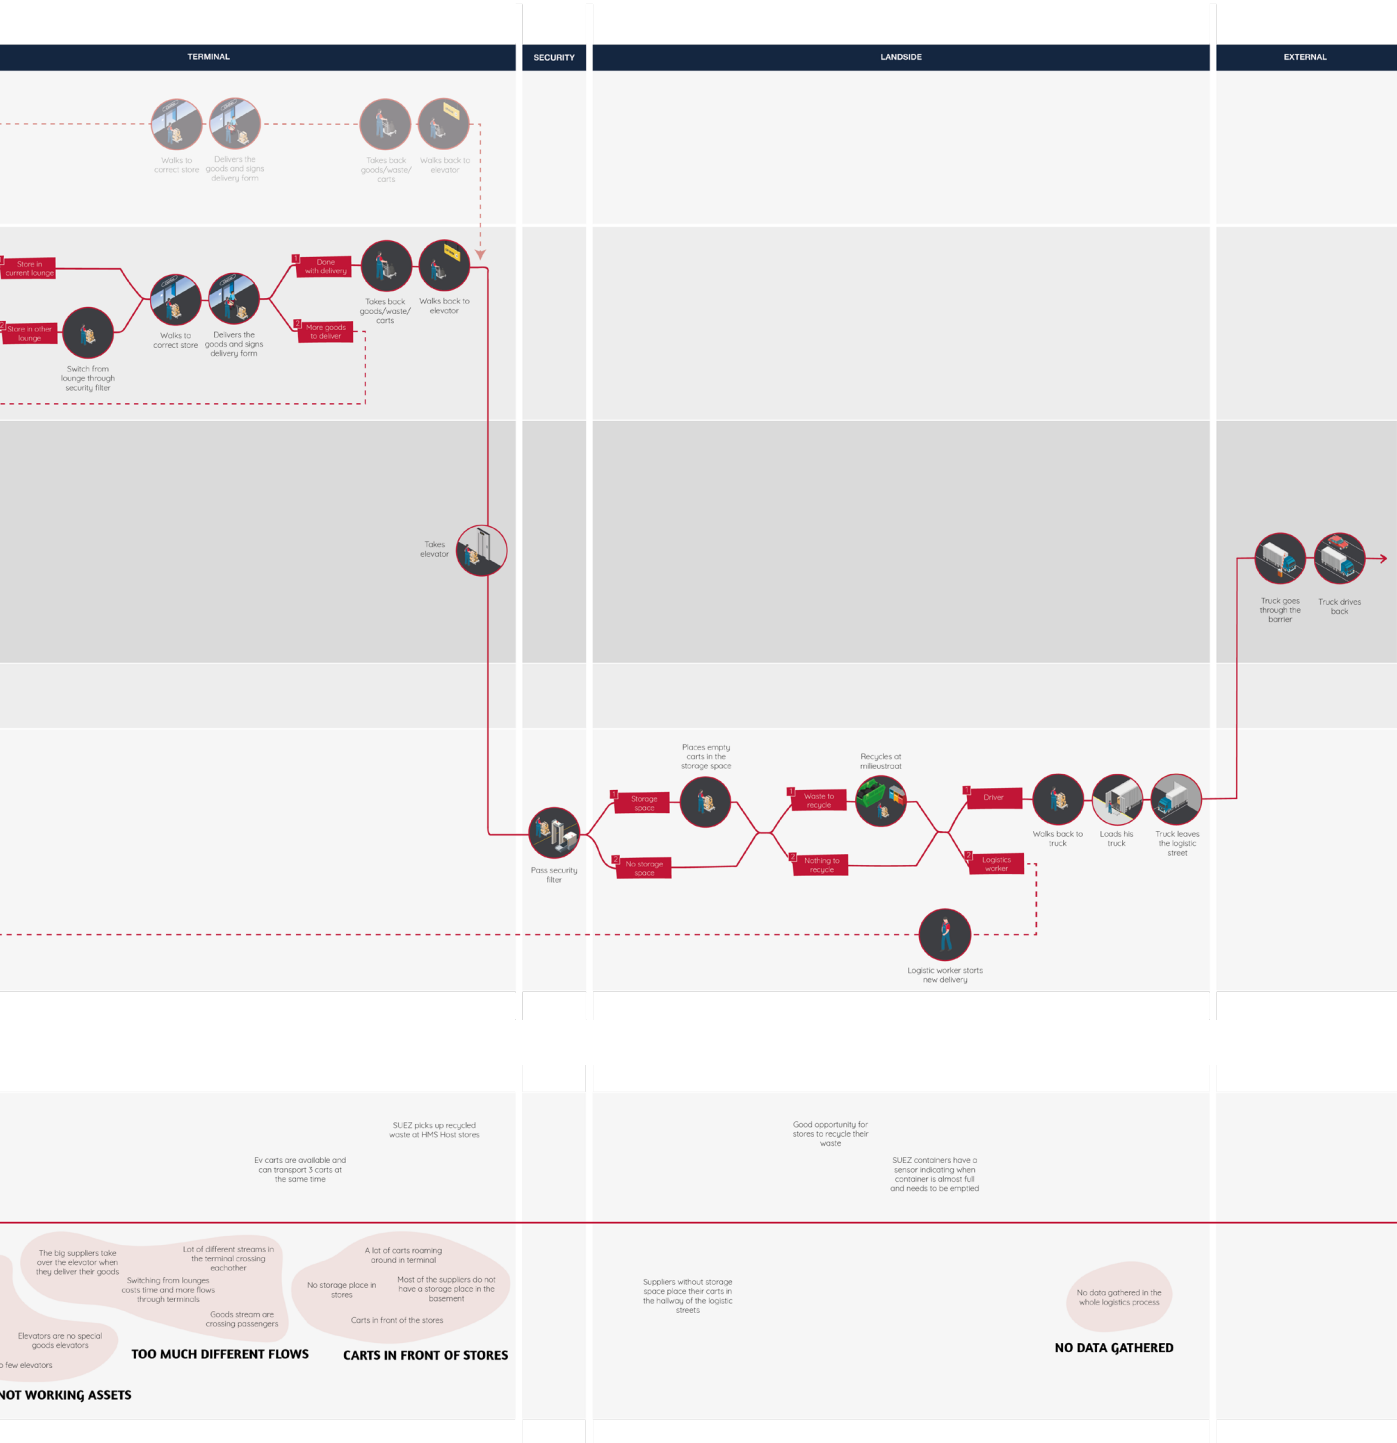 TERMINAL
SECURITY
LANDSIDE
EXTERNAL
Walks to
correct store
Delivers the
goods and signs
delivery form
Takes back
goods/waste/
carts
Walks back to
elevator
1
Store in
current lounge
2
Store in other
lounge
Switch from
lounge through
security filter
Walks to
correct store
Delivers the
goods and signs
delivery form
1
Done
with delivery
2
More goods
to deliver
Takes back
goods/waste/
carts
Walks back to
elevator
Takes
elevator
Truck goes
through the
barrier
Truck drives
back
Pass security
filter
1
Storage
space
2
No storage
space
Places empty
carts in the
storage space
1
Waste to
recycle
2
Nothing to
recycle
Recycles at
milieustraat
1
Driver
2
Logistics
worker
Walks back to
truck
Loads his
truck
Truck leaves
the logistic
street
Logistic worker starts
new delivery
SUEZ picks up recycled
waste at HMS Host stores
Ev carts are available and
can transport 3 carts at
the same time
Good opportunity for
stores to recycle their
waste
SUEZ containers have a
sensor indicating when
container is almost full
and needs to be emptied
The big suppliers take
over the elevator when
they deliver their goods
Lot of different streams in
the terminal crossing
eachother
Switching from lounges
costs time and more flows
through terminals
Goods stream are
crossing passengers
Elevators are no special
goods elevators
few elevators
NOT WORKING ASSETS
TOO MUCH DIFFERENT FLOWS
A lot of carts roaming
around in terminal
No storage place in
stores
Most of the suppliers do not
have a storage place in the
basement
Carts in front of the stores
CARTS IN FRONT OF STORES
Suppliers without storage
space place their carts in
the hallway of the logistic
streets
No data gathered in the
whole logistics process
NO DATA GATHERED